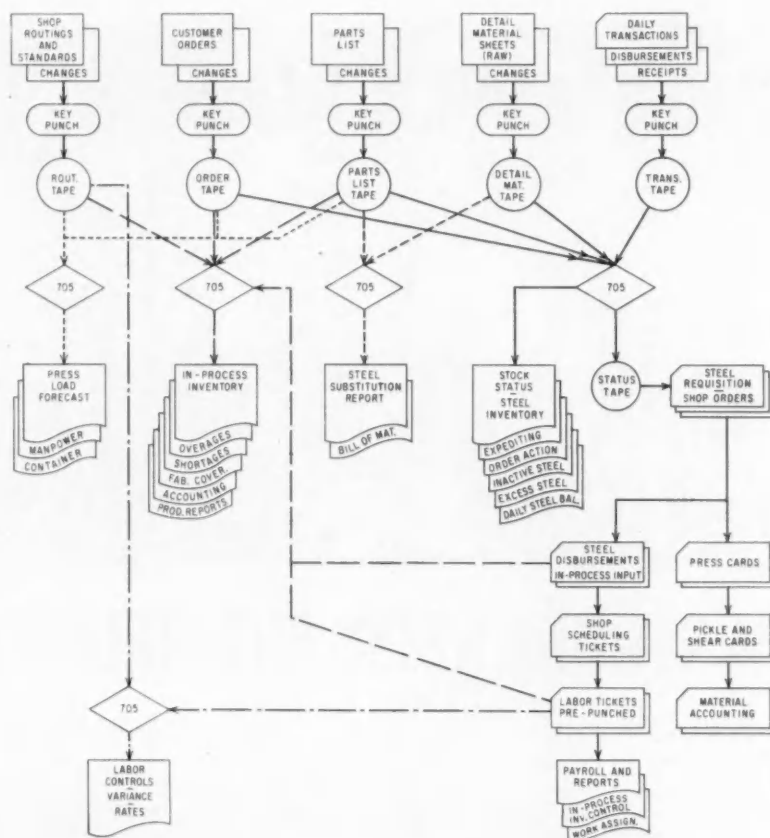 SHOP
ROUTINGS
AND
STANDARDS
CHANGES
CUSTOMER
ORDERS
CHANGES
PARTS
LIST
CHANGES
DETAIL
MATERIAL
SHEETS
(RAW)
CHANGES
DAILY
TRANSACTIONS
DISBURSEMENTS
RECEIPTS
KEY
PUNCH
KEY
PUNCH
KEY
PUNCH
KEY
PUNCH
KEY
PUNCH
ROUT.
TAPE
ORDER
TAPE
PARTS
LIST
TAPE
DETAIL
MAT.
TAPE
TRANS.
TAPE
705
705
705
705
PRESS
LOAD
FORECAST
MANPOWER
CONTAINER
IN-PROCESS
INVENTORY
OVERAGES
SHORTAGES
FAB. COVER.
ACCOUNTING
PROD. REPORTS
STEEL
SUBSTITUTION
REPORT
BILL OF MAT.
STOCK
STATUS
–
STEEL
INVENTORY
EXPEDITING
ORDER ACTION
INACTIVE STEEL
EXCESS STEEL
DAILY STEEL BAL.
STATUS
TAPE
STEEL
REQUISITION
–
SHOP ORDERS
STEEL
DISBURSEMENTS
–
IN-PROCESS INPUT
PRESS CARDS
SHOP
SCHEDULING
TICKETS
PICKLE AND
SHEAR CARDS
705
LABOR TICKETS
PRE-PUNCHED
MATERIAL
ACCOUNTING
LABOR
CONTROLS
–
VARIANCE
–
RATES
PAYROLL AND
REPORTS
IN-PROCESS
INV. CONTROL
WORK ASSIGN.